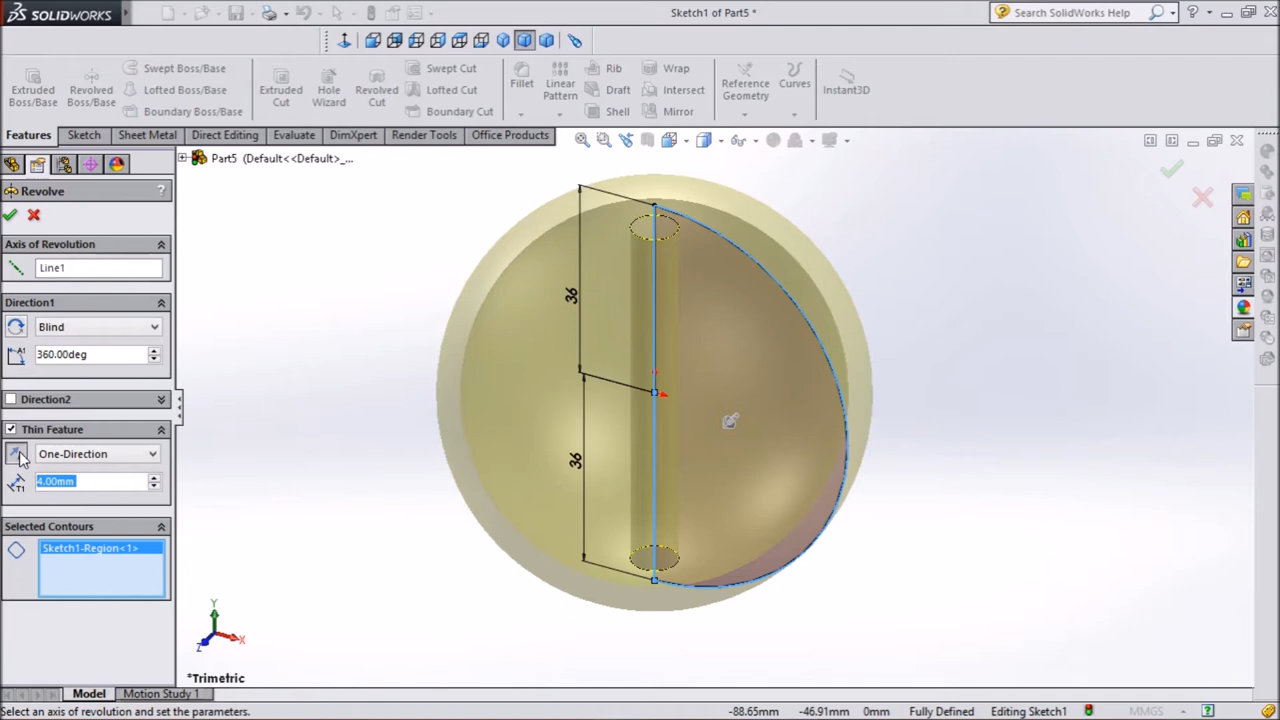 SOLIDWORKS
Sketch1 of Part5 *
Search SolidWorks Help
Extruded Boss/Base
Revolved Boss/Base
Swept Boss/Base
Lofted Boss/Base
Boundary Boss/Base
Extruded Cut
Hole Wizard
Revolved Cut
Swept Cut
Lofted Cut
Boundary Cut
Fillet
Linear Pattern
Rib
Draft
Shell
Wrap
Intersect
Mirror
Reference Geometry
Curves
Instant3D
Features
Sketch
Sheet Metal
Direct Editing
Evaluate
DimXpert
Render Tools
Office Products
Part5 (Default<<Default>_...
Revolve
?
Axis of Revolution
Line1
Direction1
Blind
360.00deg
Direction2
Thin Feature
One-Direction
4.00mm
Selected Contours
Sketch1-Region<1>
36
36
Y
X
Z
*Trimetric
Model
Motion Study 1
Select an axis of revolution and set the parameters.
-88.65mm
-46.91mm
0mm
Fully Defined
Editing Sketch1
MMGS